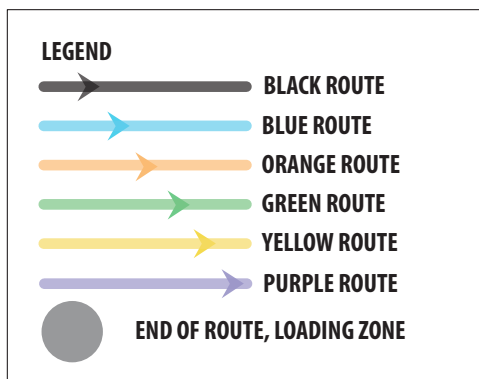 LEGEND
BLACK ROUTE
BLUE ROUTE
ORANGE ROUTE
GREEN ROUTE
YELLOW ROUTE
PURPLE ROUTE
END OF ROUTE, LOADING ZONE